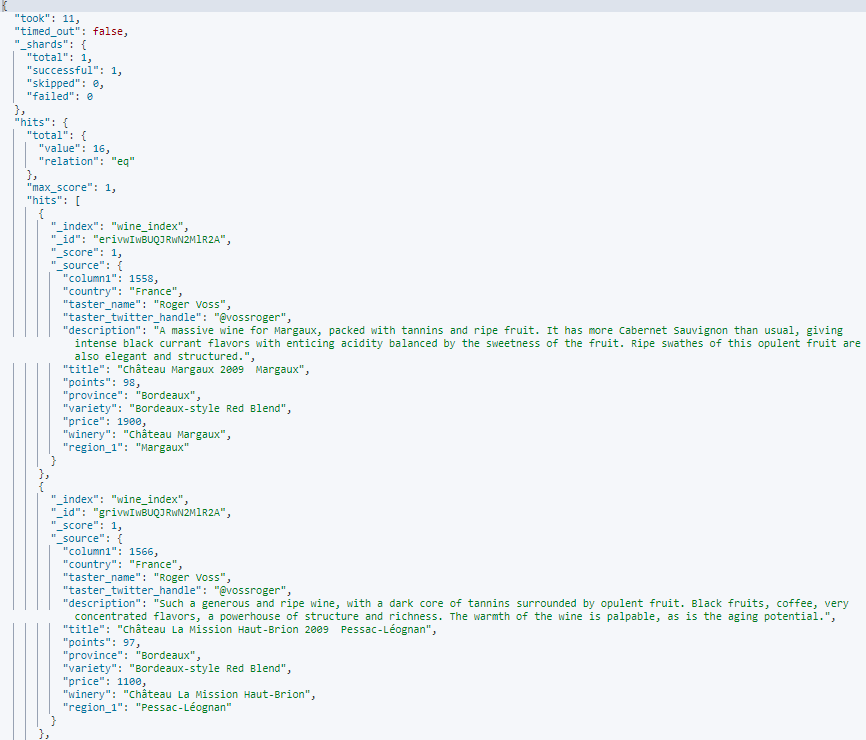 {
"took": 11,
"timed_out": false,
"_shards": {
"total": 1,
"successful": 1,
"skipped": 0,
"failed": 0
},
"hits": {
"total": {
"value": 16,
"relation": "eq"
},
"max_score": 1,
"hits": [
{
"_index": "wine_index",
"_id": "erivwIwBUQJRwN2MlR2A",
"_score": 1,
"_source": {
"column1": 1558,
"country": "France",
"taster_name": "Roger Voss",
"taster_twitter_handle": "@vossroger",
"description": "A massive wine for Margaux, packed with tannins and ripe fruit. It has more Cabernet Sauvignon than usual, giving
intense black currant flavors with enticing acidity balanced by the sweetness of the fruit. Ripe swathes of this opulent fruit are
also elegant and structured.",
"title": "Château Margaux 2009  Margaux",
"points": 98,
"province": "Bordeaux",
"variety": "Bordeaux-style Red Blend",
"price": 1900,
"winery": "Château Margaux",
"region_1": "Margaux"
}
},
{
"_index": "wine_index",
"_id": "grivwIwBUQJRwN2MlR2A",
"_score": 1,
"_source": {
"column1": 1566,
"country": "France",
"taster_name": "Roger Voss",
"taster_twitter_handle": "@vossroger",
"description": "Such a generous and ripe wine, with a dark core of tannins surrounded by opulent fruit. Black fruits, coffee, very
concentrated flavors, a powerhouse of structure and richness. The warmth of the wine is palpable, as is the aging potential.",
"title": "Château La Mission Haut-Brion 2009  Pessac-Léognan",
"points": 97,
"province": "Bordeaux",
"variety": "Bordeaux-style Red Blend",
"price": 1100,
"winery": "Château La Mission Haut-Brion",
"region_1": "Pessac-Léognan"
}
},